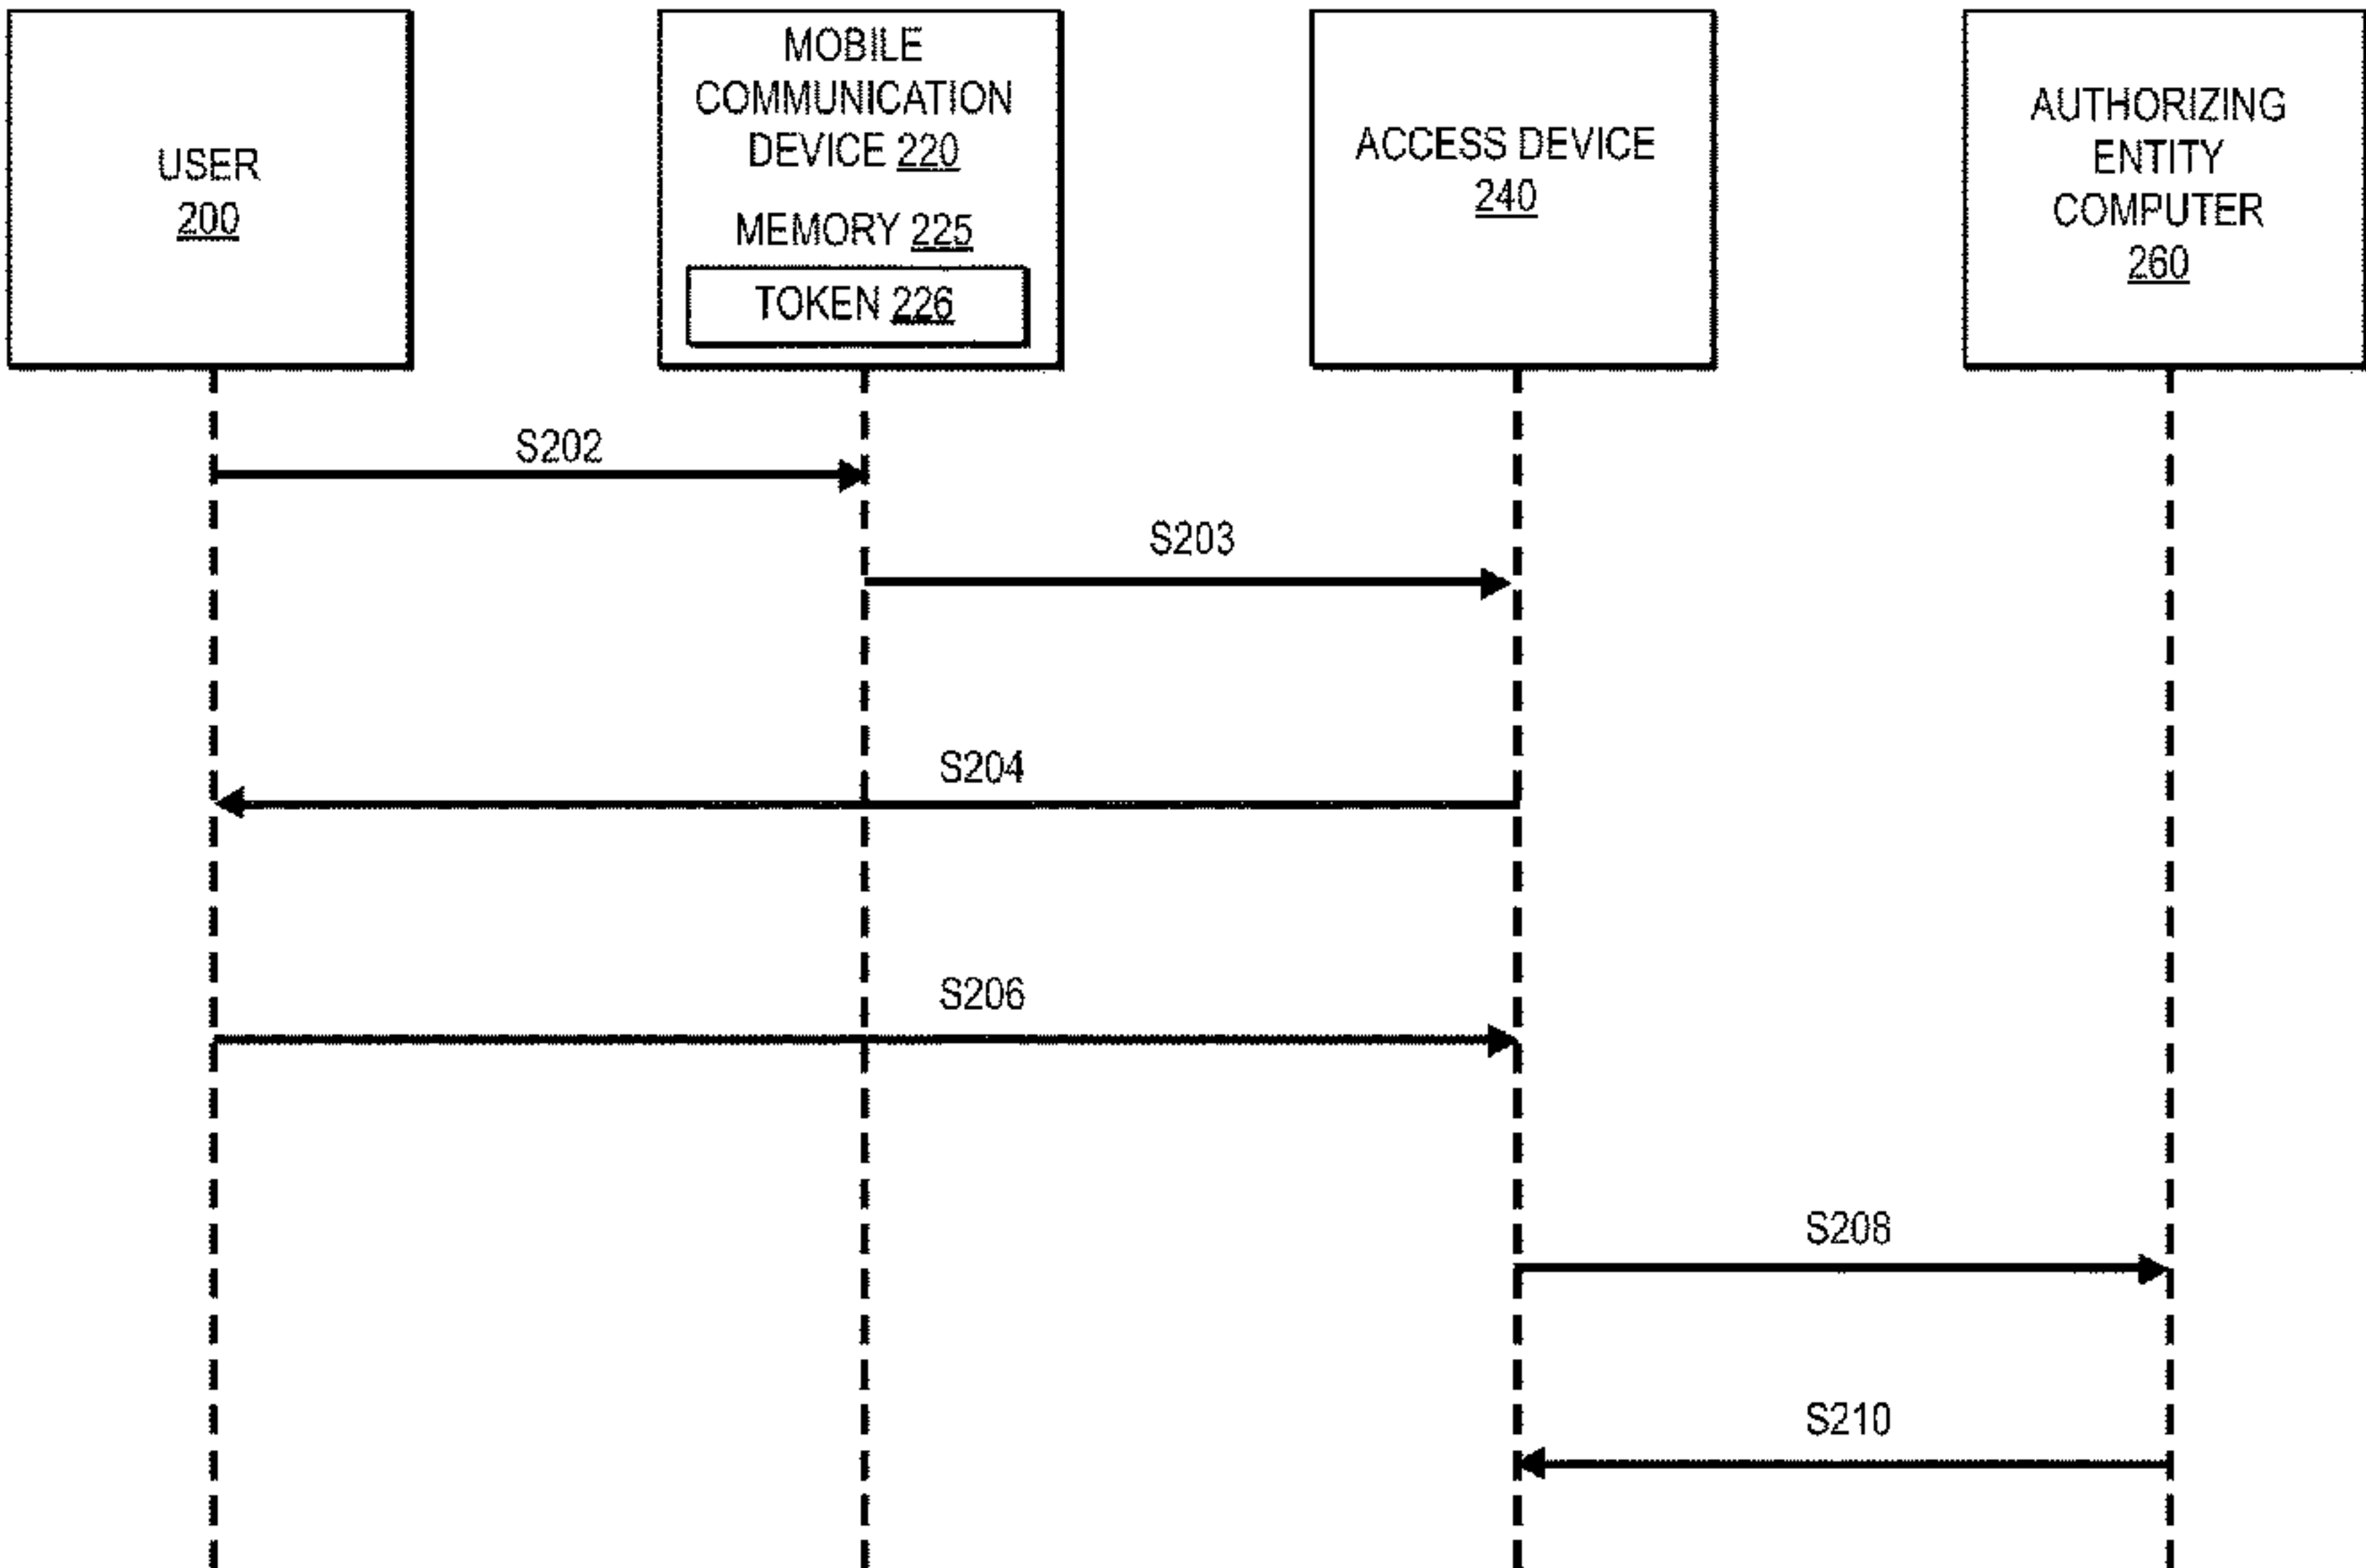 USER
200
MOBILE
COMMUNICATION
DEVICE 220
MEMORY 225
TOKEN 226
ACCESS DEVICE
240
AUTHORIZING
ENTITY
COMPUTER
260
S202
S203
S204
S206
S208
S210